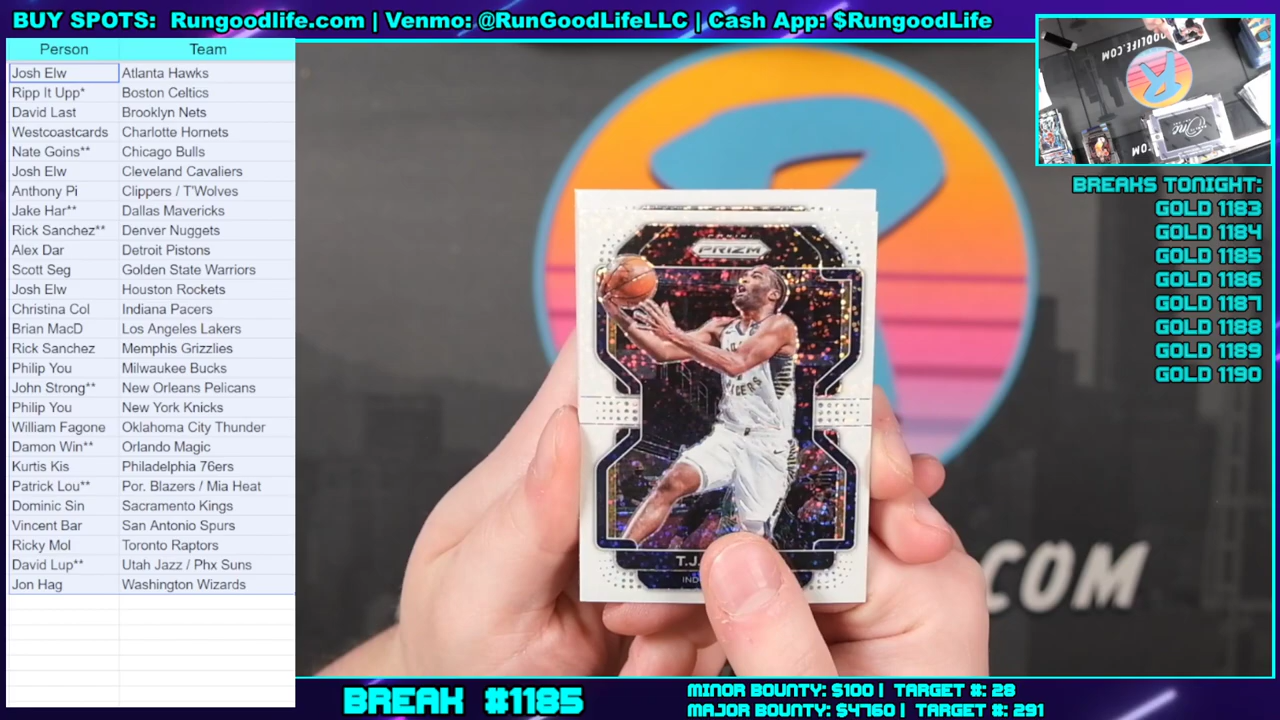 BUY SPOTS: Rungoodlife.com | Venmo: @RunGoodLifeLLC | Cash App: $RungoodLife
Person Team
Josh Elw Atlanta Hawks
Ripp It Upp* Boston Celtics
David Last Brooklyn Nets
Westcoastcards Charlotte Hornets
Nate Goins** Chicago Bulls
Josh Elw Cleveland Cavaliers
Anthony Pi Clippers / T'Wolves
Jake Har** Dallas Mavericks
Rick Sanchez** Denver Nuggets
Alex Dar Detroit Pistons
Scott Seg Golden State Warriors
Josh Elw Houston Rockets
Christina Col Indiana Pacers
Brian MacD Los Angeles Lakers
Rick Sanchez Memphis Grizzlies
Philip You Milwaukee Bucks
John Strong** New Orleans Pelicans
Philip You New York Knicks
William Fagone Oklahoma City Thunder
Damon Win** Orlando Magic
Kurtis Kis Philadelphia 76ers
Patrick Lou** Por. Blazers / Mia Heat
Dominic Sin Sacramento Kings
Vincent Bar San Antonio Spurs
Ricky Mol Toronto Raptors
David Lup** Utah Jazz / Phx Suns
Jon Hag Washington Wizards
PRIZM
T.J.
IND
.COM
BREAKS TONIGHT:
GOLD 1183
GOLD 1184
GOLD 1185
GOLD 1186
GOLD 1187
GOLD 1188
GOLD 1189
GOLD 1190
BREAK #1185
MINOR BOUNTY: $100 | TARGET #: 28
MAJOR BOUNTY: $4760 | TARGET #: 291